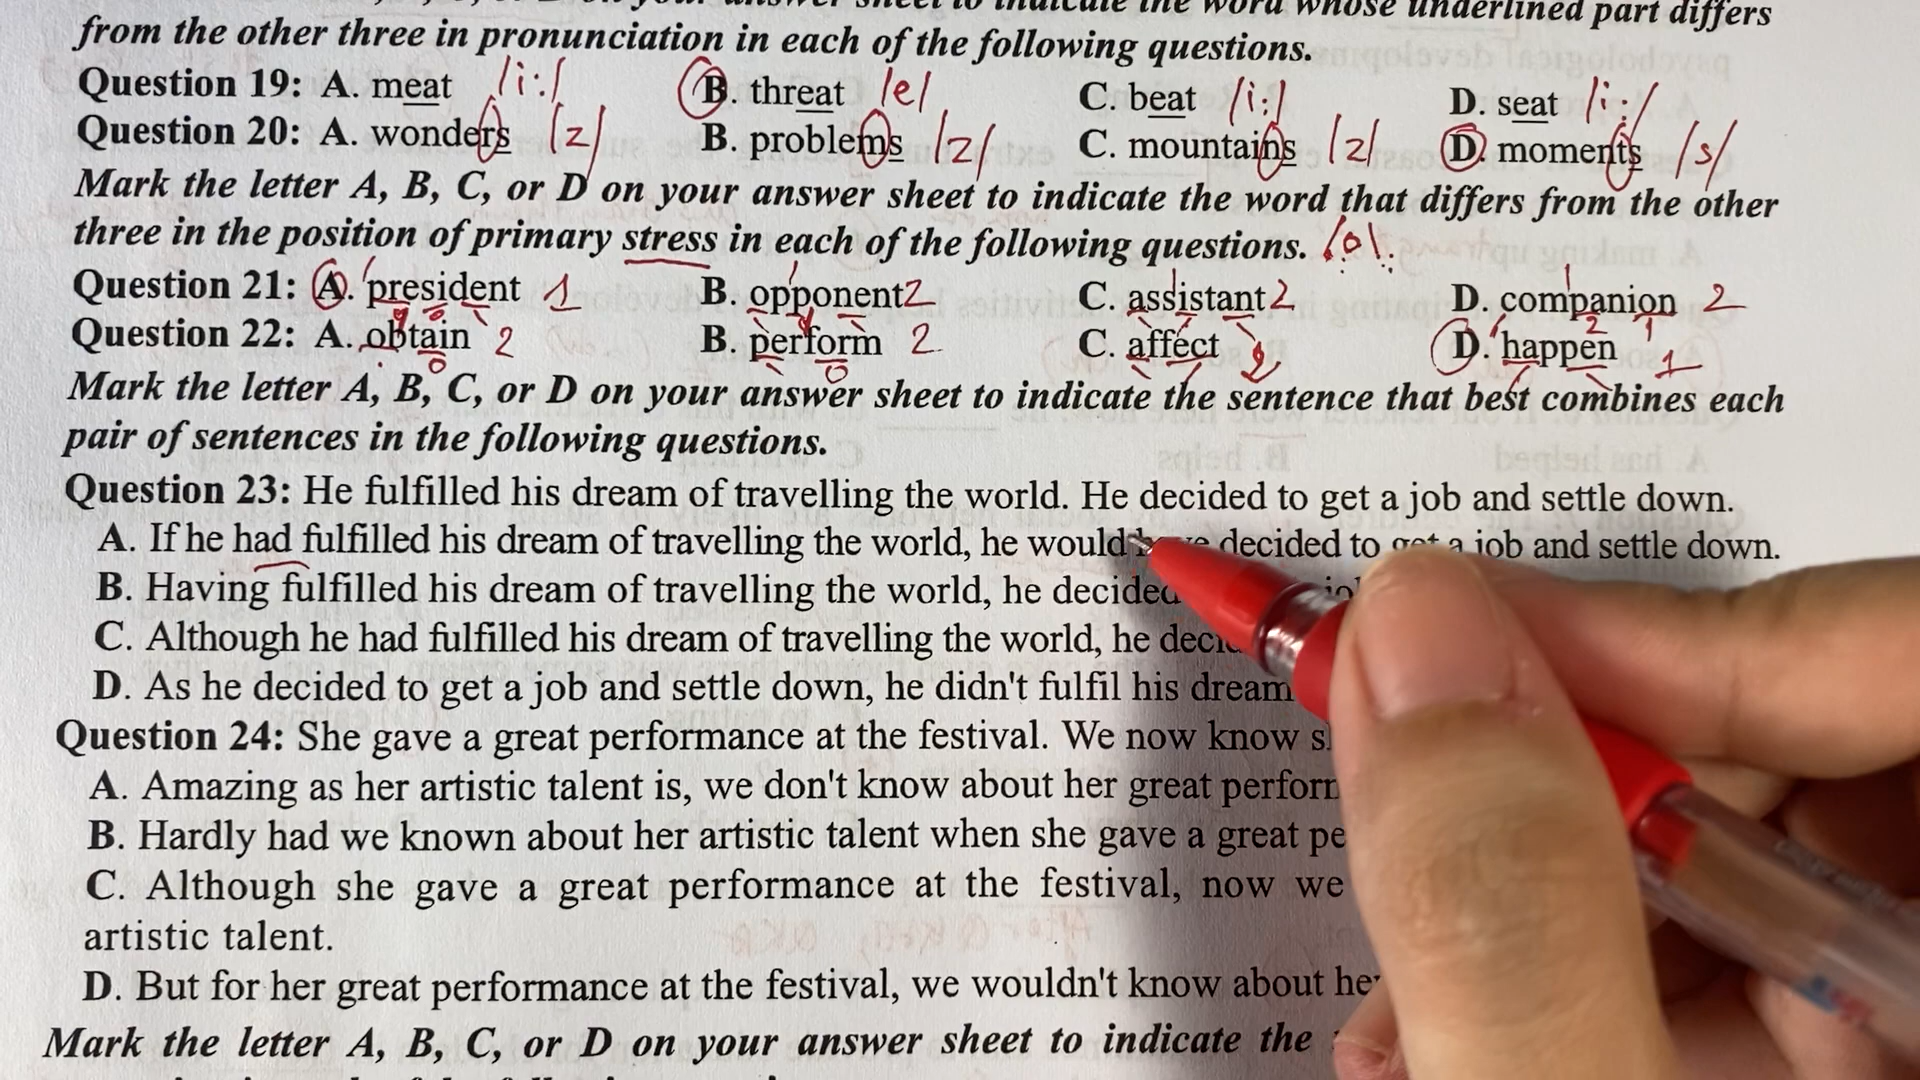 your answer sheet to indicate the word whose underlined part differs
from the other three in pronunciation in each of the following questions.
Question 19: A. meat /i:/ B. threat /e/ C. beat /i:/ D. seat /i:/
Question 20: A. wonders /z/ B. problems /z/ C. mountains /z/ D. moments /s/
Mark the letter A, B, C, or D on your answer sheet to indicate the word that differs from the other
three in the position of primary stress in each of the following questions.
Question 21: A. president 1 B. opponent 2 C. assistant 2 D. companion 2
Question 22: A. obtain 2 B. perform 2 C. affect 2 D. happen 1
Mark the letter A, B, C, or D on your answer sheet to indicate the sentence that best combines each
pair of sentences in the following questions.
Question 23: He fulfilled his dream of travelling the world. He decided to get a job and settle down.
A. If he had fulfilled his dream of travelling the world, he would decided to get a job and settle down.
B. Having fulfilled his dream of travelling the world, he decided
C. Although he had fulfilled his dream of travelling the world, he
D. As he decided to get a job and settle down, he didn't fulfil his dream
Question 24: She gave a great performance at the festival. We now know
A. Amazing as her artistic talent is, we don't know about her great
B. Hardly had we known about her artistic talent when she gave a great
C. Although she gave a great performance at the festival, now we
artistic talent.
D. But for her great performance at the festival, we wouldn't know about
Mark the letter A, B, C, or D on your answer sheet to indicate the